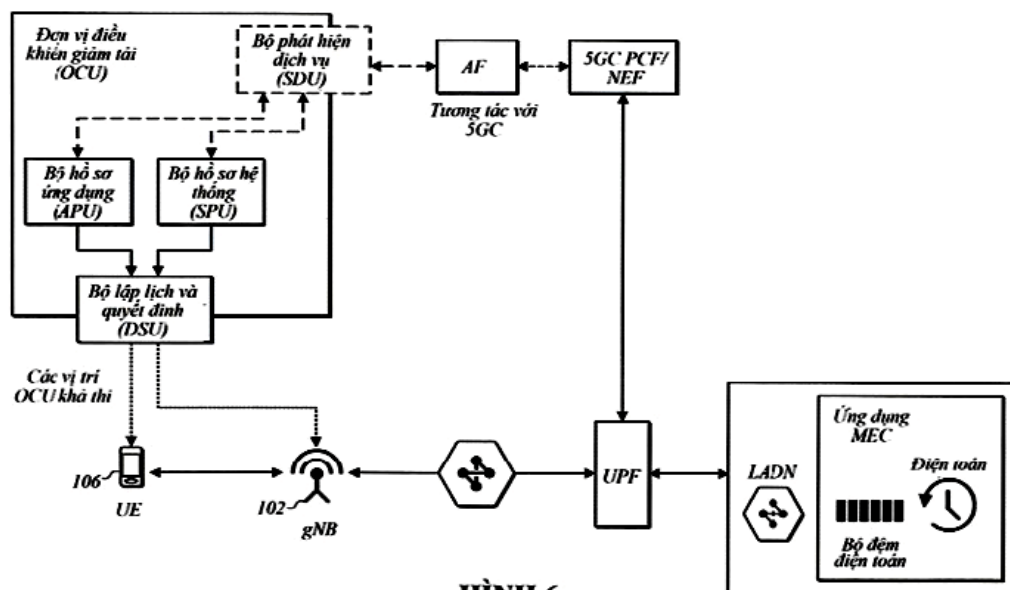 Đơn vị điều
khiển giảm tải
(OCU)
Bộ phát hiện
dịch vụ
(SDU)
AF
5GC PCF/
NEF
Tương tác với
5GC
Bộ hồ sơ
ứng dụng
(APU)
Bộ hồ sơ hệ
thống
(SPU)
Bộ lập lịch và
quyết định
(DSU)
Các vị trí
OCU khả thi
106
UE
102
gNB
UPF
LADN
Ứng dụng
MEC
Điện toán
Bộ đệm
điện toán
HÌNH 6